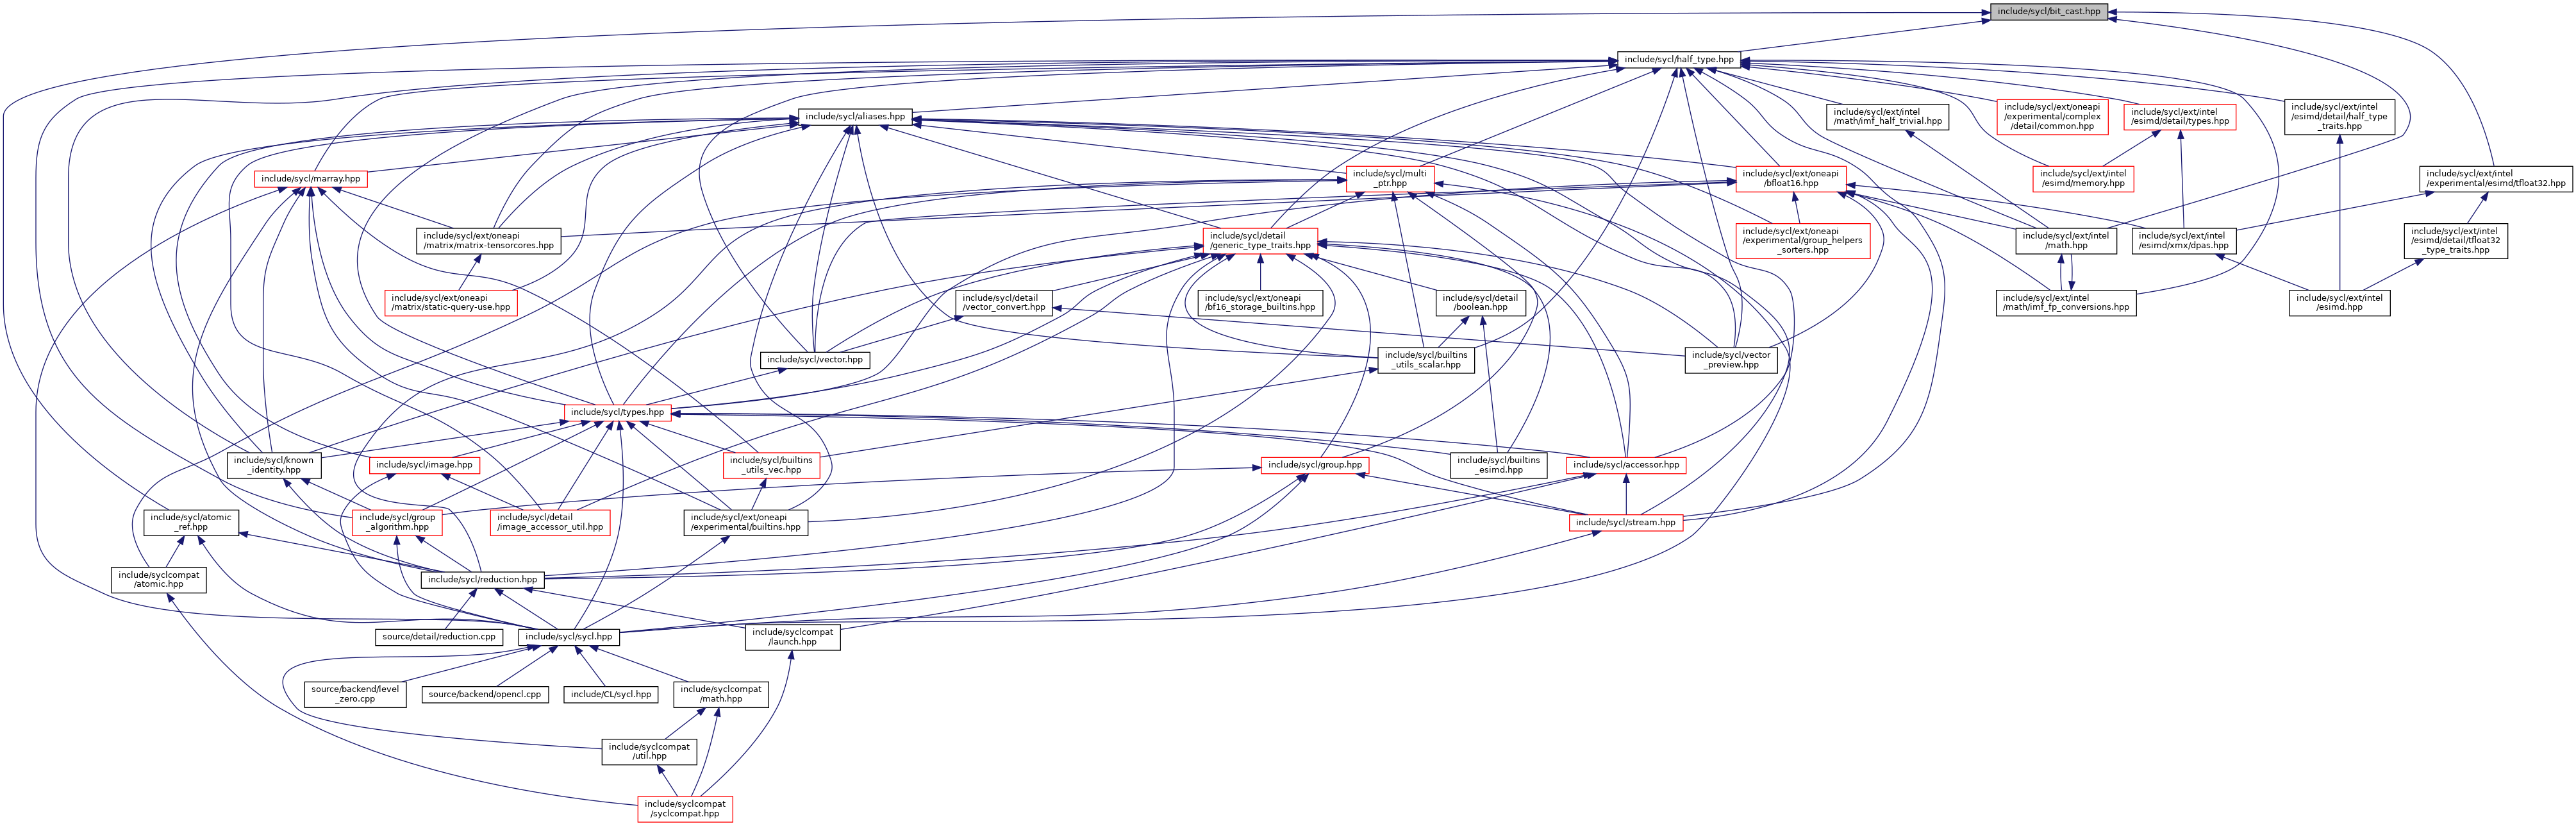 include/sycl/bit_cast.hpp
include/sycl/half_type.hpp
include/sycl/aliases.hpp
include/sycl/ext/intel
/math/imf_half_trivial.hpp
include/sycl/ext/oneapi
/experimental/complex
/detail/common.hpp
include/sycl/ext/intel
/esimd/detail/types.hpp
include/sycl/ext/intel
/esimd/detail/half_type
_traits.hpp
include/sycl/marray.hpp
include/sycl/multi
_ptr.hpp
include/sycl/ext/oneapi
/bfloat16.hpp
include/sycl/ext/intel
/esimd/memory.hpp
include/sycl/ext/intel
/experimental/esimd/tfloat32.hpp
include/sycl/ext/oneapi
/matrix/matrix-tensorcores.hpp
include/sycl/detail
/generic_type_traits.hpp
include/sycl/ext/oneapi
/experimental/group_helpers
_sorters.hpp
include/sycl/ext/intel
/math.hpp
include/sycl/ext/intel
/esimd/xmx/dpas.hpp
include/sycl/ext/intel
/esimd/detail/tfloat32
_type_traits.hpp
include/sycl/ext/oneapi
/matrix/static-query-use.hpp
include/sycl/detail
/vector_convert.hpp
include/sycl/ext/oneapi
/bf16_storage_builtins.hpp
include/sycl/detail
/boolean.hpp
include/sycl/ext/intel
/math/imf_fp_conversions.hpp
include/sycl/ext/intel
/esimd.hpp
include/sycl/vector.hpp
include/sycl/builtins
_utils_scalar.hpp
include/sycl/vector
_preview.hpp
include/sycl/types.hpp
include/sycl/known
_identity.hpp
include/sycl/image.hpp
include/sycl/builtins
_utils_vec.hpp
include/sycl/group.hpp
include/sycl/builtins
_esimd.hpp
include/sycl/accessor.hpp
include/sycl/atomic
_ref.hpp
include/sycl/group
_algorithm.hpp
include/sycl/detail
/image_accessor_util.hpp
include/sycl/ext/oneapi
/experimental/builtins.hpp
include/sycl/stream.hpp
include/syclcompat
/atomic.hpp
include/sycl/reduction.hpp
source/detail/reduction.cpp
include/sycl/sycl.hpp
include/syclcompat
/launch.hpp
source/backend/level
_zero.cpp
source/backend/opencl.cpp
include/CL/sycl.hpp
include/syclcompat
/math.hpp
include/syclcompat
/util.hpp
include/syclcompat
/syclcompat.hpp